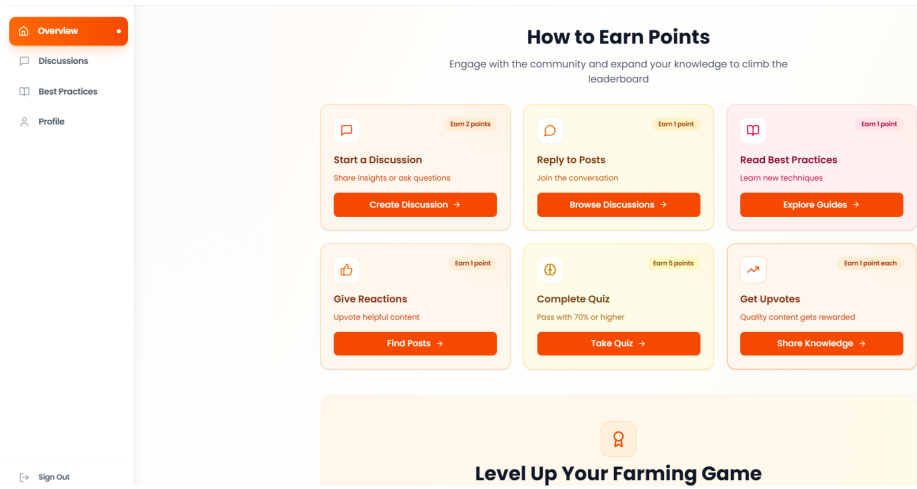 Overview
Discussions
Best Practices
Profile
Sign Out
How to Earn Points
Engage with the community and expand your knowledge to climb the
leaderboard
Earn 2 points
Start a Discussion
Share insights or ask questions
Create Discussion →
Earn 1 point
Reply to Posts
Join the conversation
Browse Discussions →
Earn 1 point
Read Best Practices
Learn new techniques
Explore Guides →
Earn 1 point
Give Reactions
Upvote helpful content
Find Posts →
Earn 5 points
Complete Quiz
Pass with 70% or higher
Take Quiz →
Earn 1 point each
Get Upvotes
Quality content gets rewarded
Share Knowledge →
Level Up Your Farming Game